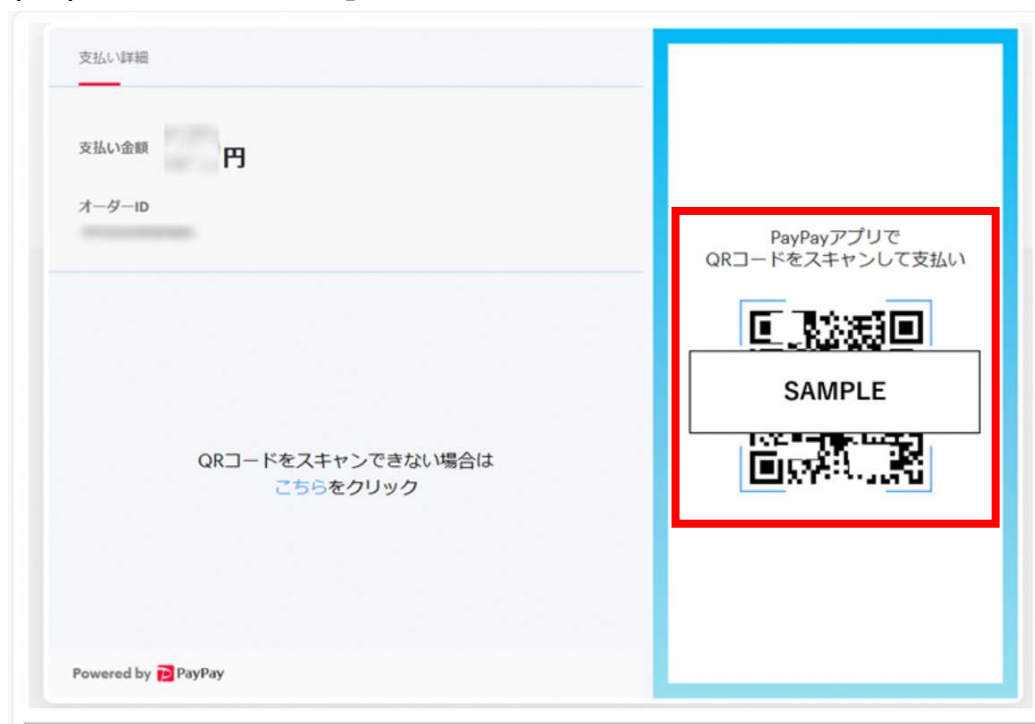 支払い詳細
支払い金額 円
オーダーID
QRコードをスキャンできない場合は
こちらをクリック
Powered by PayPay
PayPayアプリで
QRコードをスキャンして支払い
SAMPLE